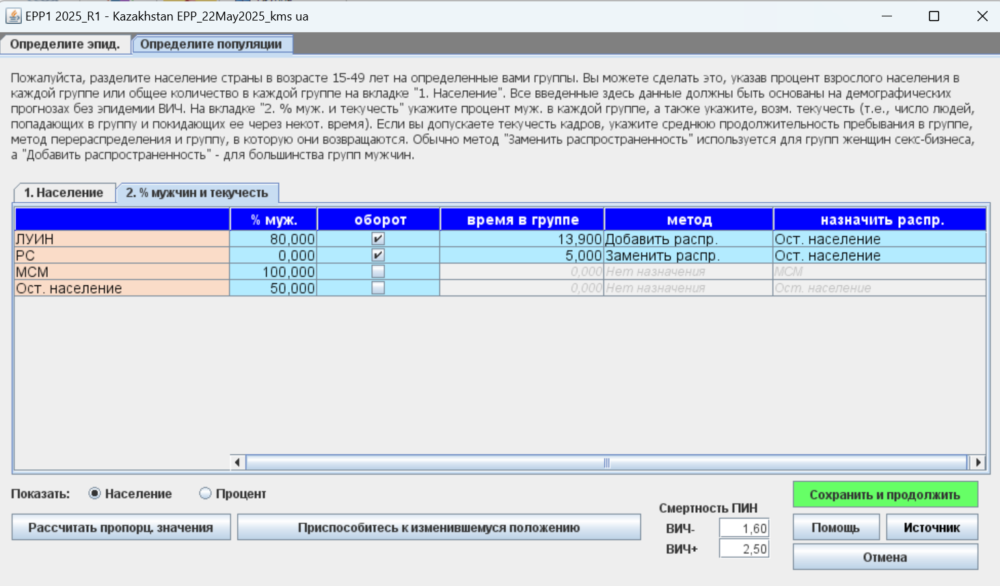 EPP1 2025_R1 - Kazakhstan EPP_22May2025_kms ua
Определите эпид. Определите популяции
Пожалуйста, разделите население страны в возрасте 15-49 лет на определенные вами группы. Вы можете сделать это, указав процент взрослого населения в
каждой группе или общее количество в каждой группе на вкладке "1. Население". Все введенные здесь данные должны быть основаны на демографических
прогнозах без эпидемии ВИЧ. На вкладке "2. % муж. и текучесть" укажите процент муж. в каждой группе, а также укажите, возм. текучесть (т.е., число людей,
попадающих в группу и покидающих ее через некот. время). Если вы допускаете текучесть кадров, укажите среднюю продолжительность пребывания в группе,
метод перераспределения и группу, в которую они возвращаются. Обычно метод "Заменить распространенность" используется для групп женщин секс-бизнеса,
а "Добавить распространенность" - для большинства групп мужчин.
1. Население 2. % мужчин и текучесть
% муж. оборот время в группе метод назначить распр.
ЛУИН 80,000 13,900 Добавить распр. Ост. население
РС 0,000 5,000 Заменить распр. Ост. население
МСМ 100,000 0,000 Нет назначения МСМ
Ост. население 50,000 0,000 Нет назначения Ост. население
Показать: Население Процент
Сохранить и продолжить
Смертность ПИН
Рассчитать пропорц. значения Приспособитесь к изменившемуся положению
ВИЧ- 1,60
Помощь Источник
ВИЧ+ 2,50
Отмена